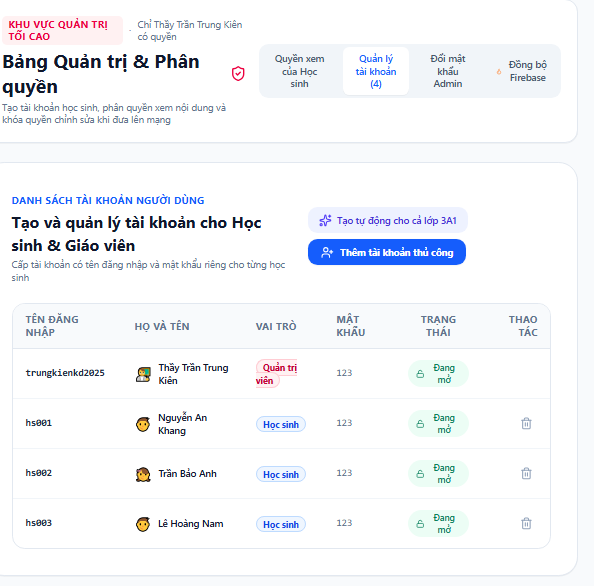 KHU VỰC QUẢN TRỊ
TỐI CAO
· Chỉ Thầy Trần Trung Kiên
có quyền
Bảng Quản trị & Phân
quyền
Tạo tài khoản học sinh, phân quyền xem nội dung và
khóa quyền chỉnh sửa khi đưa lên mạng
Quyền xem
của Học
sinh
Quản lý
tài khoản
(4)
Đổi mật
khẩu
Admin
Đồng bộ
Firebase
DANH SÁCH TÀI KHOẢN NGƯỜI DÙNG
Tạo và quản lý tài khoản cho Học
sinh & Giáo viên
Cấp tài khoản có tên đăng nhập và mật khẩu riêng cho từng học
sinh
Tạo tự động cho cả lớp 3A1
Thêm tài khoản thủ công
TÊN ĐĂNG
NHẬP
HỌ VÀ TÊN
VAI TRÒ
MẬT
KHẨU
TRẠNG
THÁI
THAO
TÁC
trungkienkd2025
Thầy Trần Trung
Kiên
Quản trị
viên
123
Đang
mở
hs001
Nguyễn An
Khang
Học sinh
123
Đang
mở
hs002
Trần Bảo Anh
Học sinh
123
Đang
mở
hs003
Lê Hoàng Nam
Học sinh
123
Đang
mở